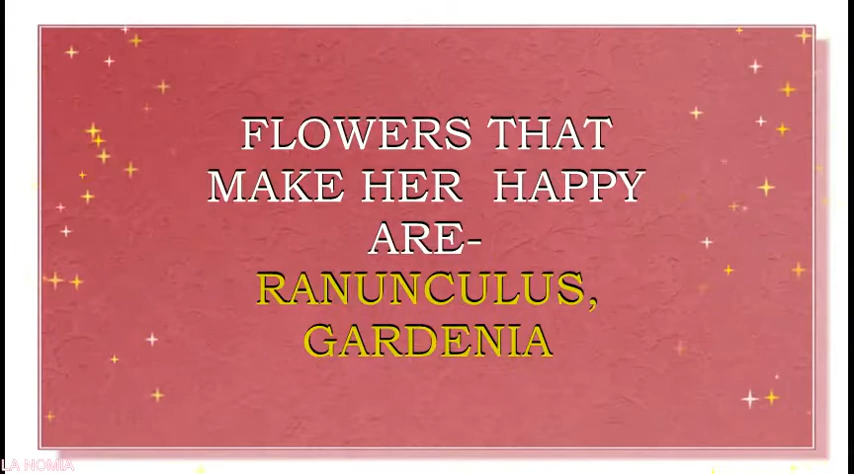 FLOWERS THAT
MAKE HER HAPPY
ARE-
RANUNCULUS,
GARDENIA
LA NOMIA